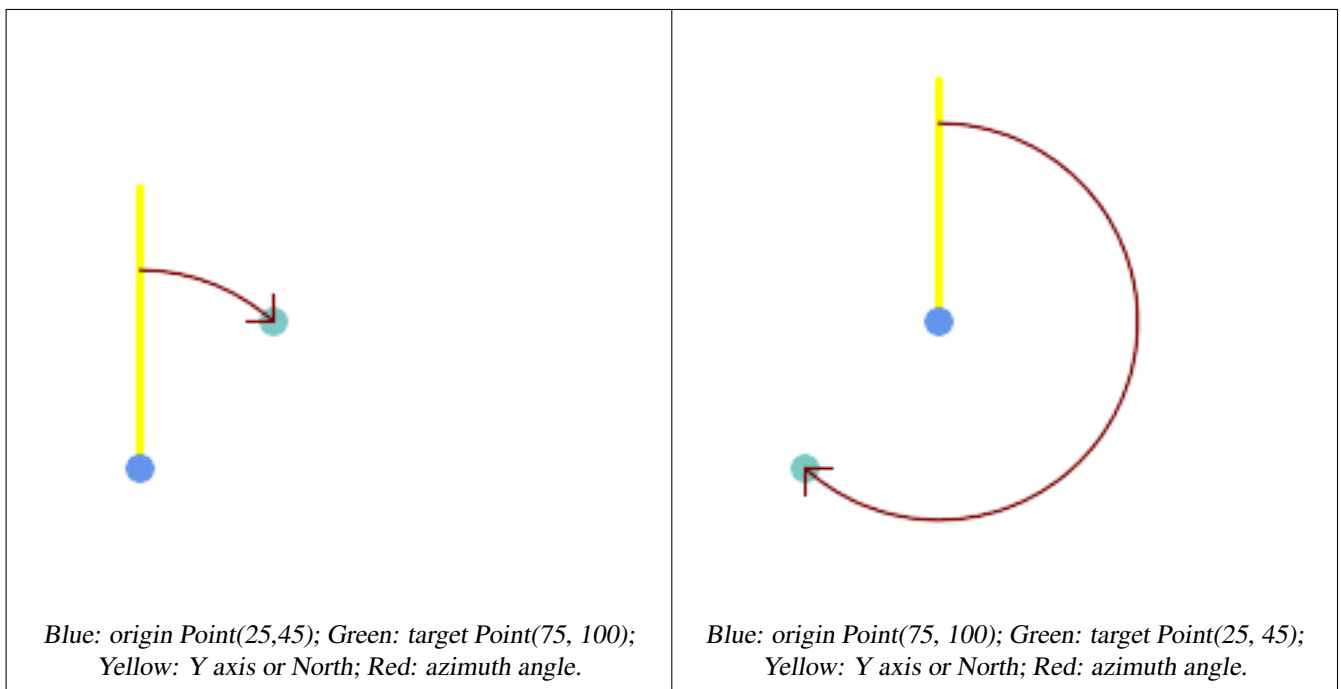 Blue: origin Point(25,45); Green: target Point(75, 100);
Yellow: Y axis or North; Red: azimuth angle.
Blue: origin Point(75, 100); Green: target Point(25, 45);
Yellow: Y axis or North; Red: azimuth angle.